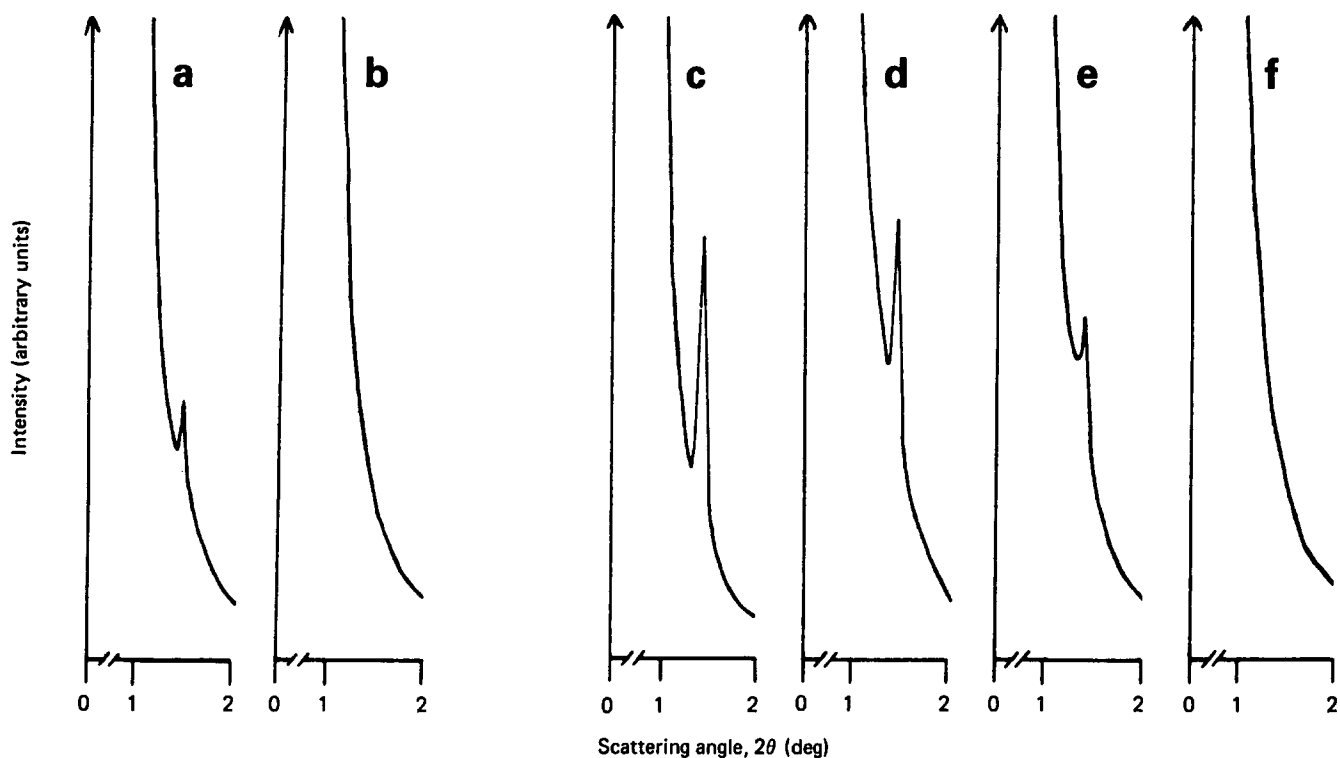 a b c d e f
Intensity (arbitrary units)
0 1 2 0 1 2 0 1 2 0 1 2 0 1 2 0 1 2
Scattering angle, 2θ (deg)